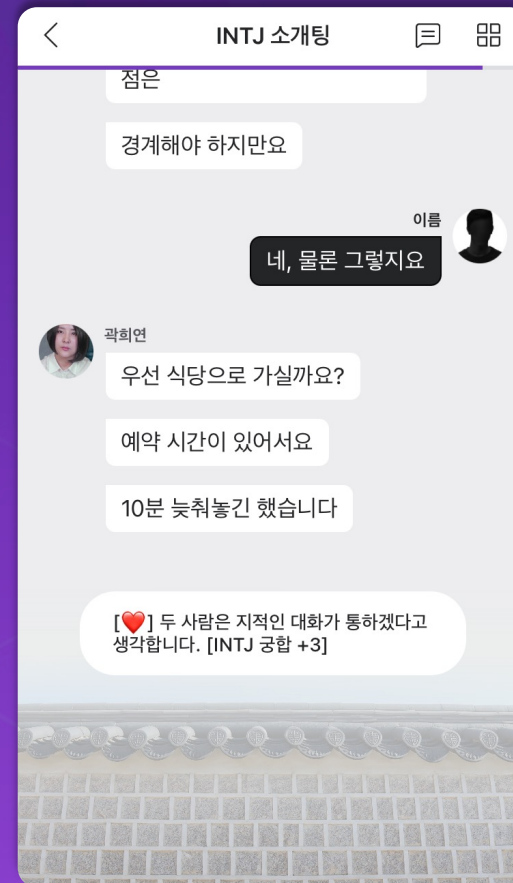 INTJ 소개팅
점은
경계해야 하지만요
이름
네, 물론 그렇지요
곽희연
우선 식당으로 가실까요?
예약 시간이 있어서요
10분 늦춰놓긴 했습니다
[❤️] 두 사람은 지적인 대화가 통하겠다고
생각합니다. [INTJ 궁합 +3]